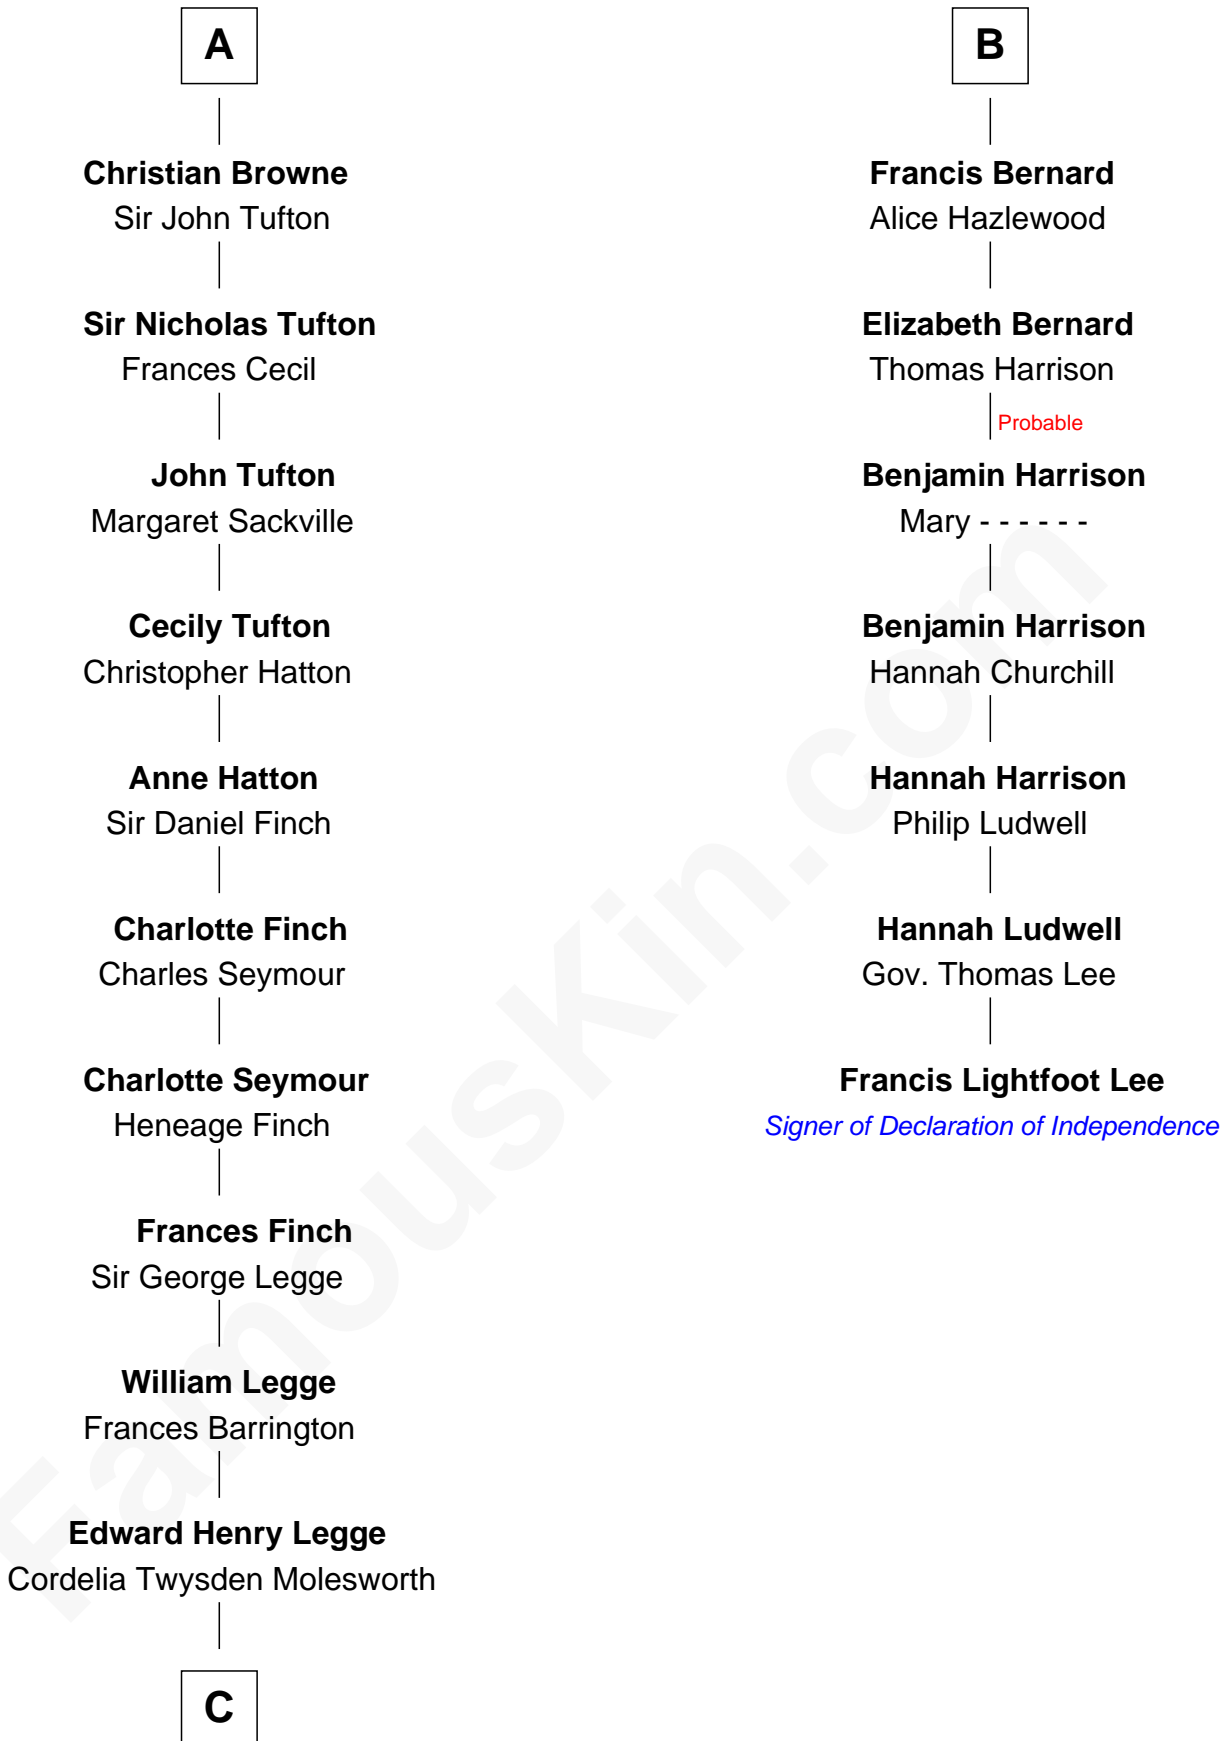 A
Christian Browne
Sir John Tufton
Sir Nicholas Tufton
Frances Cecil
John Tufton
Margaret Sackville
Cecily Tufton
Christopher Hatton
Anne Hatton
Sir Daniel Finch
Charlotte Finch
Charles Seymour
Charlotte Seymour
Heneage Finch
Frances Finch
Sir George Legge
William Legge
Frances Barrington
Edward Henry Legge
Cordelia Twysden Molesworth
C
B
Francis Bernard
Alice Hazlewood
Elizabeth Bernard
Thomas Harrison
Probable
Benjamin Harrison
Mary - - - - - -
Benjamin Harrison
Hannah Churchill
Hannah Harrison
Philip Ludwell
Hannah Ludwell
Gov. Thomas Lee
Francis Lightfoot Lee
Signer of Declaration of Independence
FamousKin.com